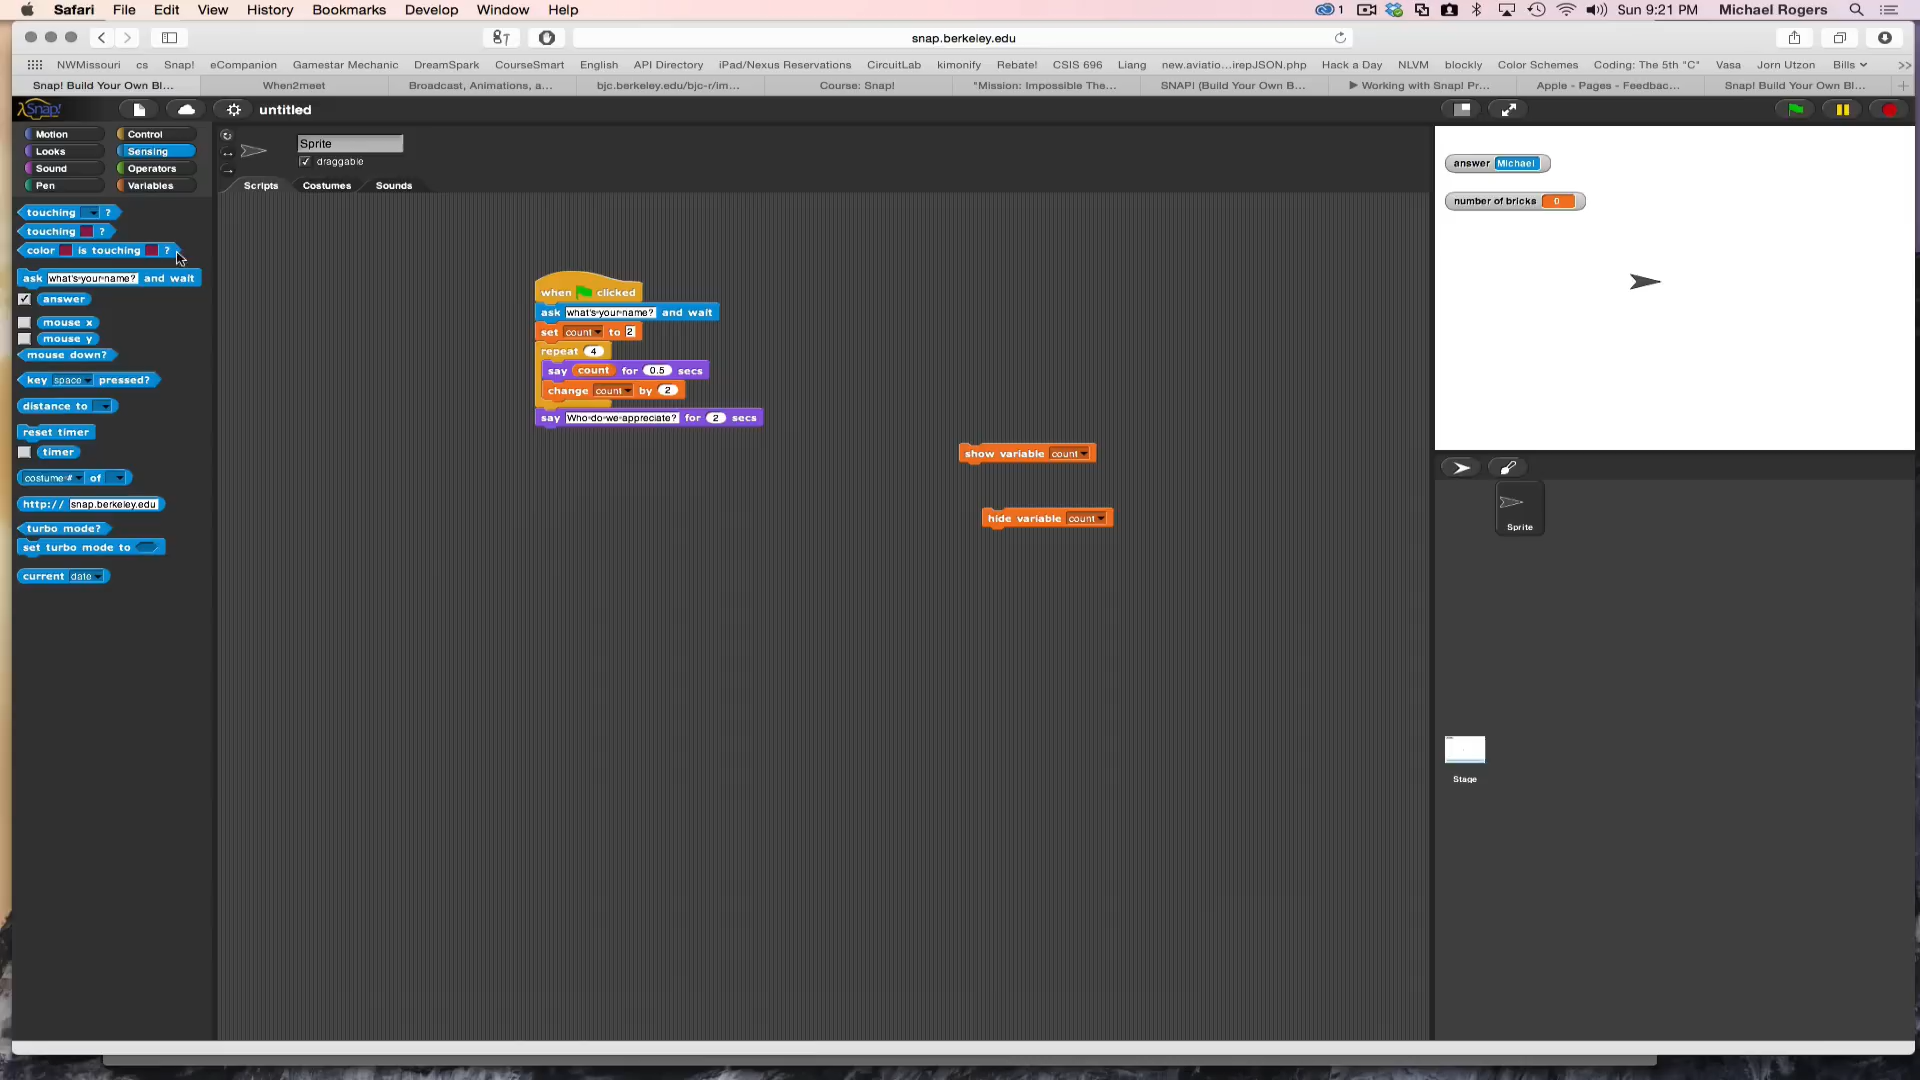 Safari File Edit View History Bookmarks Develop Window Help 1 Sun 9:21 PM Michael Rogers
snap.berkeley.edu
NWMissouri cs Snap! eCompanion Gamestar Mechanic DreamSpark CourseSmart English API Directory iPad/Nexus Reservations CircuitLab kimonify Rebate! CSIS 696 Liang new.aviatio...irepJSON.php Hack a Day NLVM blockly Color Schemes Coding: The 5th "C" Vasa Jorn Utzon Bills >>
Snap! Build Your Own Bl... When2meet Broadcast, Animations, a... bjc.berkeley.edu/bjc-r/im... Course: Snap! "Mission: Impossible The... SNAP! (Build Your Own B... ▶ Working with Snap! Pr... Apple - Pages - Feedbac... Snap! Build Your Own Bl... +
Snap! untitled
Motion Control
Looks Sensing
Sound Operators
Pen Variables
Sprite
draggable
Scripts Costumes Sounds
touching ?
touching ?
color is touching ?
ask what's your name? and wait
answer
mouse x
mouse y
mouse down?
key space pressed?
distance to
reset timer
timer
costume # of
http:// snap.berkeley.edu
turbo mode?
set turbo mode to
current date
when clicked
ask what's your name? and wait
set count to 2
repeat 4
say count for 0.5 secs
change count by 2
say Who do we appreciate? for 2 secs
show variable count
hide variable count
answer Michael
number of bricks 0
Sprite
Stage